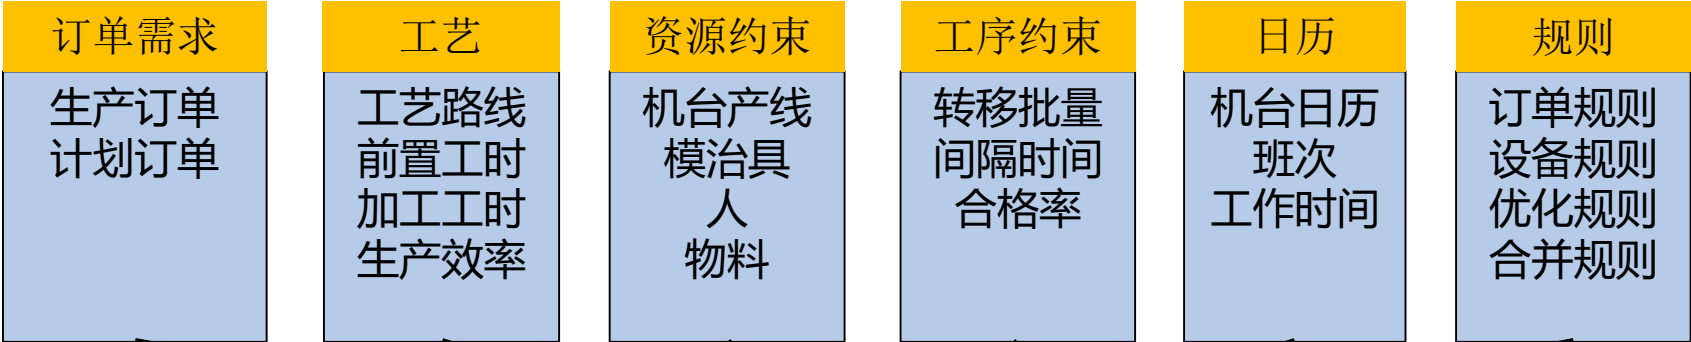 订单需求
生产订单
计划订单
工艺
工艺路线
前置工时
加工工时
生产效率
资源约束
机台产线
模治具
人
物料
工序约束
转移批量
间隔时间
合格率
日历
机台日历
班次
工作时间
规则
订单规则
设备规则
优化规则
合并规则